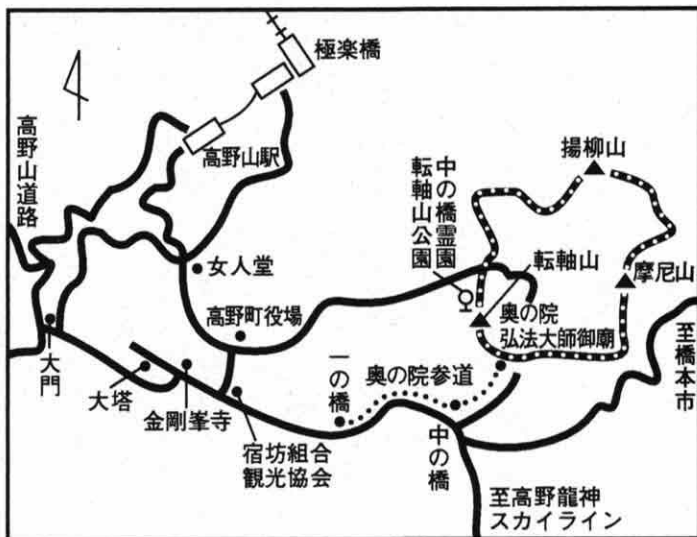 極楽橋
高野山道路
高野山駅
中の橋霊園
転軸山公園
揚柳山
女人堂
転軸山
摩尼山
高野町役場
奥の院
弘法大師御廟
至橋本市
大門
大塔
金剛峯寺
一の橋
奥の院参道
宿坊組合
観光協会
中の橋
至高野龍神
スカイライン